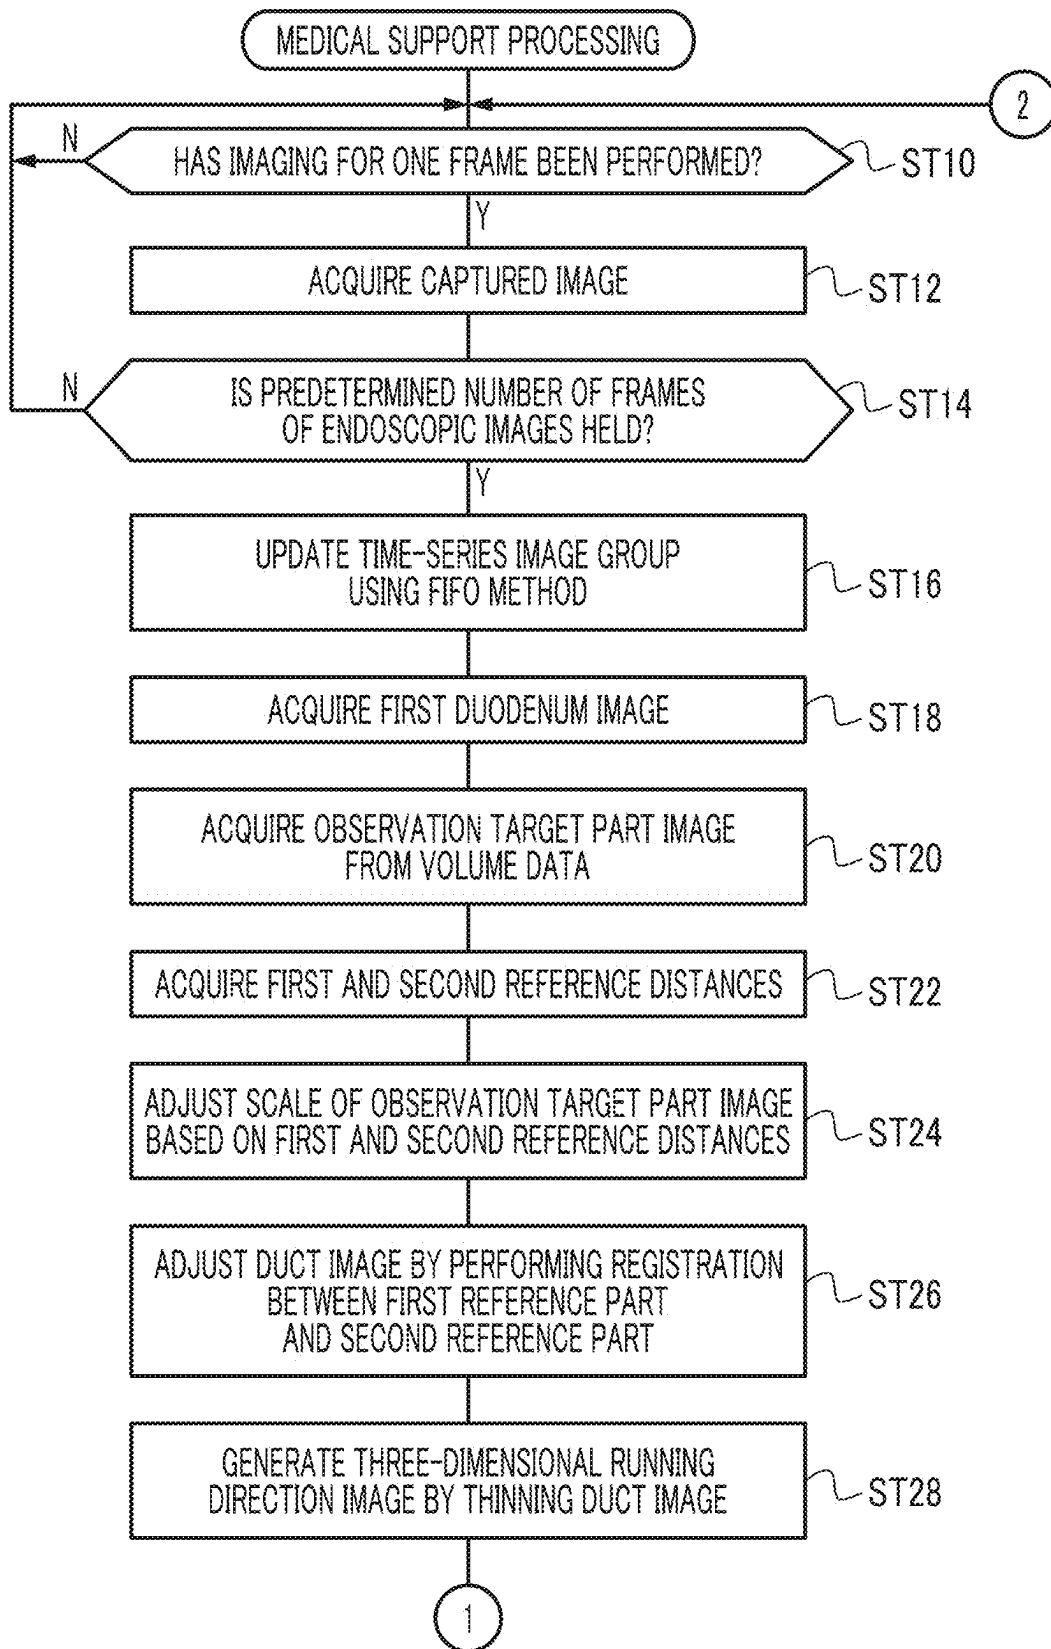 MEDICAL SUPPORT PROCESSING
2
N
HAS IMAGING FOR ONE FRAME BEEN PERFORMED?
ST10
Y
ACQUIRE CAPTURED IMAGE
ST12
N
IS PREDETERMINED NUMBER OF FRAMES
OF ENDOSCOPIC IMAGES HELD?
ST14
Y
UPDATE TIME-SERIES IMAGE GROUP
USING FIFO METHOD
ST16
ACQUIRE FIRST DUODENUM IMAGE
ST18
ACQUIRE OBSERVATION TARGET PART IMAGE
FROM VOLUME DATA
ST20
ACQUIRE FIRST AND SECOND REFERENCE DISTANCES
ST22
ADJUST SCALE OF OBSERVATION TARGET PART IMAGE
BASED ON FIRST AND SECOND REFERENCE DISTANCES
ST24
ADJUST DUCT IMAGE BY PERFORMING REGISTRATION
BETWEEN FIRST REFERENCE PART
AND SECOND REFERENCE PART
ST26
GENERATE THREE-DIMENSIONAL RUNNING
DIRECTION IMAGE BY THINNING DUCT IMAGE
ST28
1